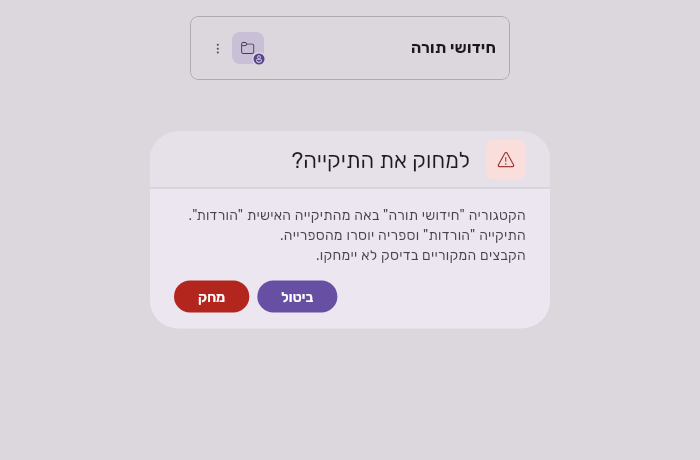 חידושי תורה
למחוק את התיקייה?
הקטגוריה "חידושי תורה" באה מהתיקייה האישית "הורדות".
התיקייה "הורדות" וספריה יוסרו מהספרייה.
הקבצים המקוריים בדיסק לא יימחקו.
ביטול
מחק